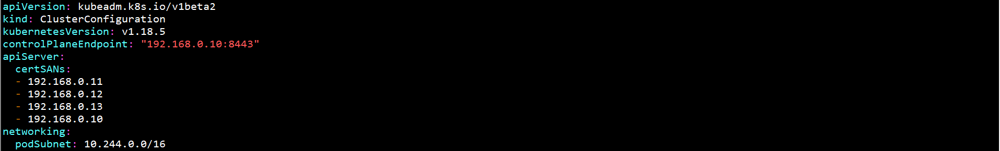 apiVersion: kubeadm.k8s.io/v1beta2
kind: ClusterConfiguration
kubernetesVersion: v1.18.5
controlPlaneEndpoint: "192.168.0.10:8443"
apiServer:
  certSANs:
  - 192.168.0.11
  - 192.168.0.12
  - 192.168.0.13
  - 192.168.0.10
networking:
  podSubnet: 10.244.0.0/16